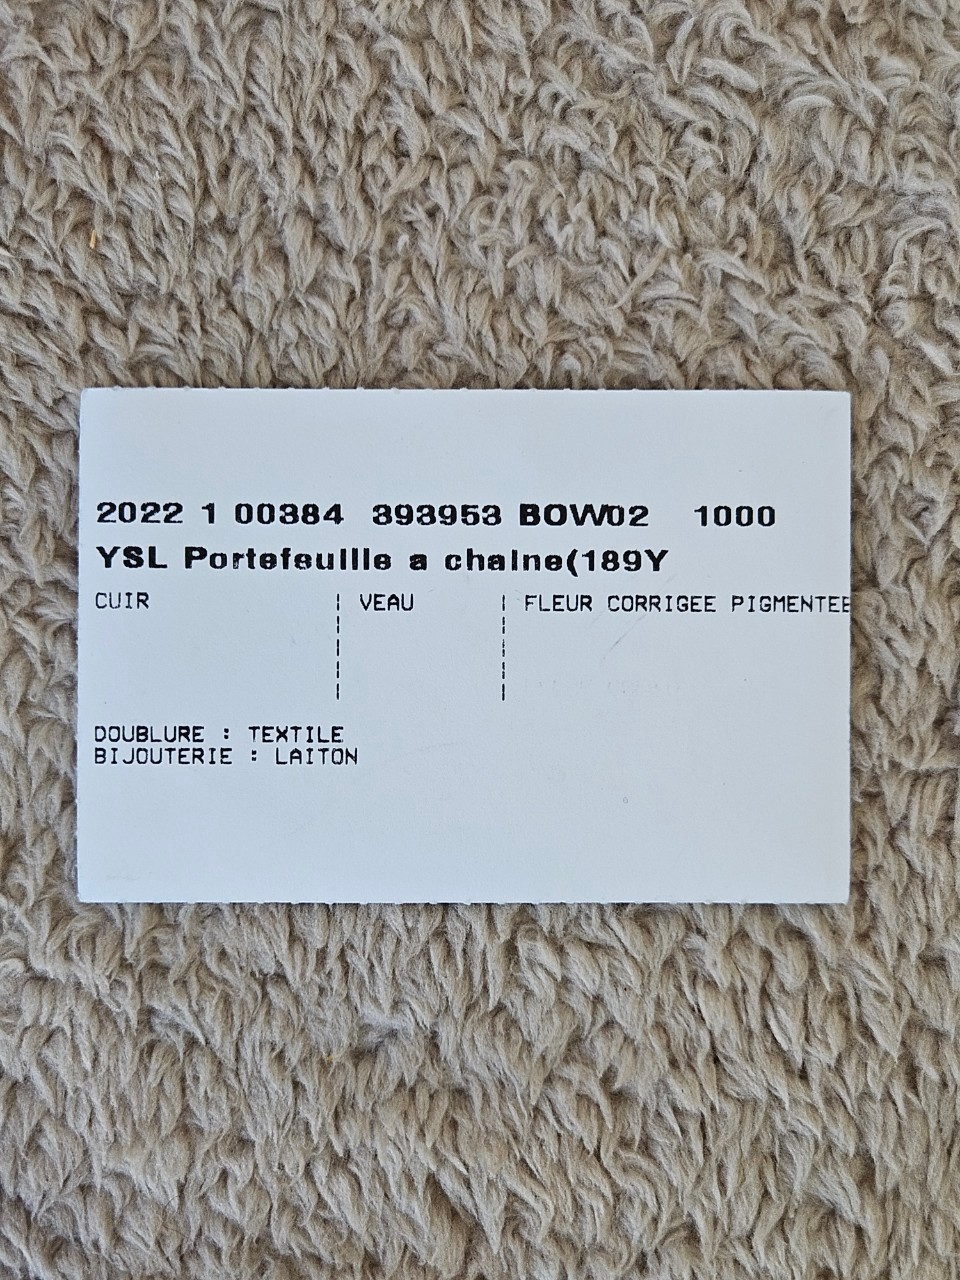 2022 1 00384 393953 BOW02 1000
YSL Portefeuille a chaine(189Y
CUIR ¦ VEAU ¦ FLEUR CORRIGEE PIGMENTEE
DOUBLURE : TEXTILE
BIJOUTERIE : LAITON